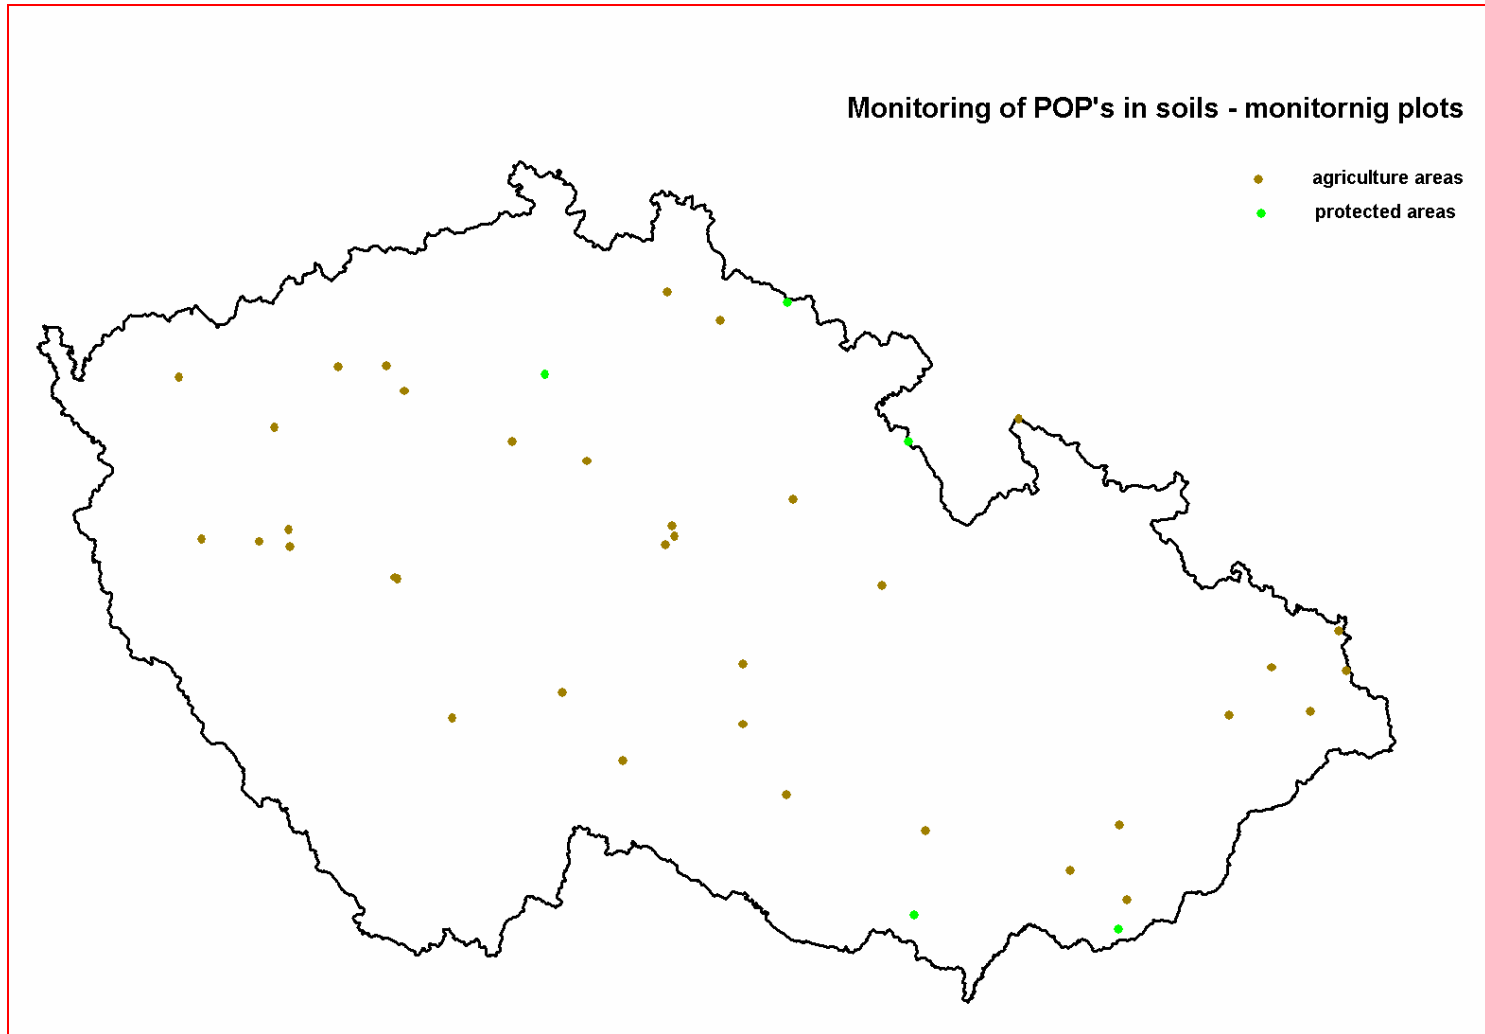 Monitoring of POP's in soils - monitornig plots
agriculture areas
protected areas